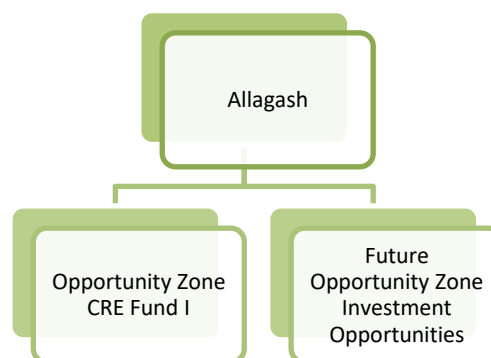 Allagash
Opportunity Zone
CRE Fund I
Future
Opportunity Zone
Investment
Opportunities